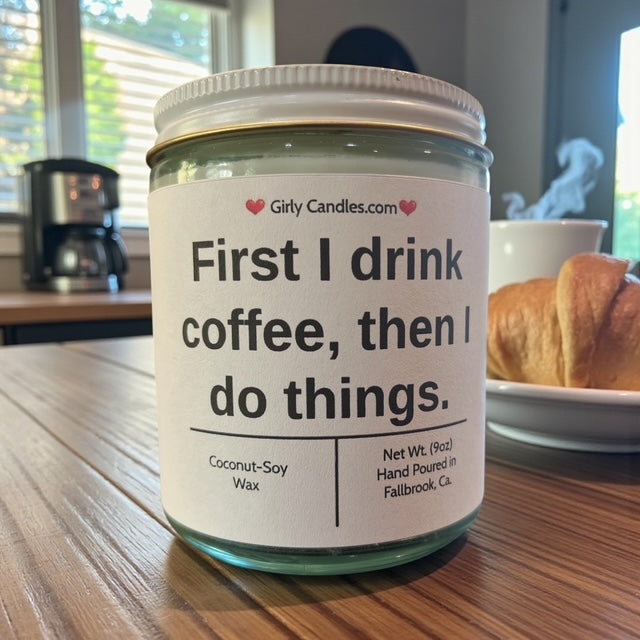 Girly Candles.com
First I drink
coffee, then I
do things.
Coconut-Soy
Wax
Net Wt. (9oz)
Hand Poured in
Fallbrook, Ca.